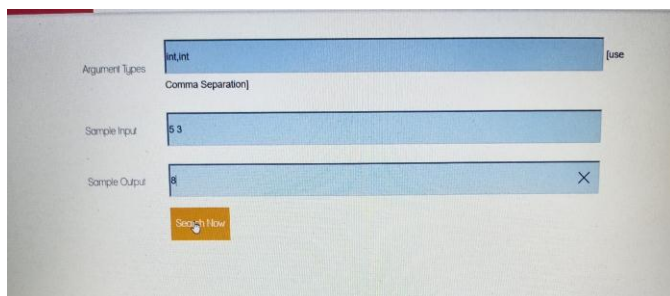 Argument Types int,int [use
Comma Separation]
Sample Input 5 3
Sample Output 8
Search Now